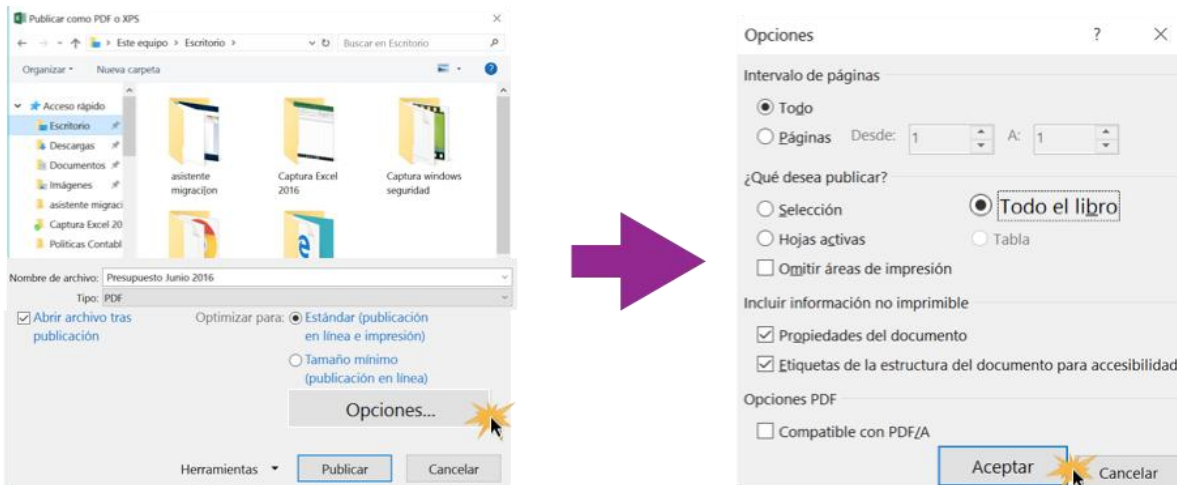 Publicar como PDF o XPS
Este equipo > Escritorio >
Buscar en Escritorio
Organizar
Nueva carpeta
Acceso rápido
Escritorio
Descargas
Documentos
Imágenes
asistente migraci
Captura Excel 20
Politicas Contabl
asistente
migraci[on
Captura Excel
2016
Captura windows
seguridad
Nombre de archivo: Presupuesto Junio 2016
Tipo: PDF
Abrir archivo tras
publicación
Optimizar para:
Estándar (publicación
en línea e impresión)
Tamaño mínimo
(publicación en línea)
Opciones...
Herramientas
Publicar
Cancelar
Opciones
?
Intervalo de páginas
Todo
Páginas Desde: 1 A: 1
¿Qué desea publicar?
Selección
Todo el libro
Hojas activas
Tabla
Omitir áreas de impresión
Incluir información no imprimible
Propiedades del documento
Etiquetas de la estructura del documento para accesibilidad
Opciones PDF
Compatible con PDF/A
Aceptar
Cancelar